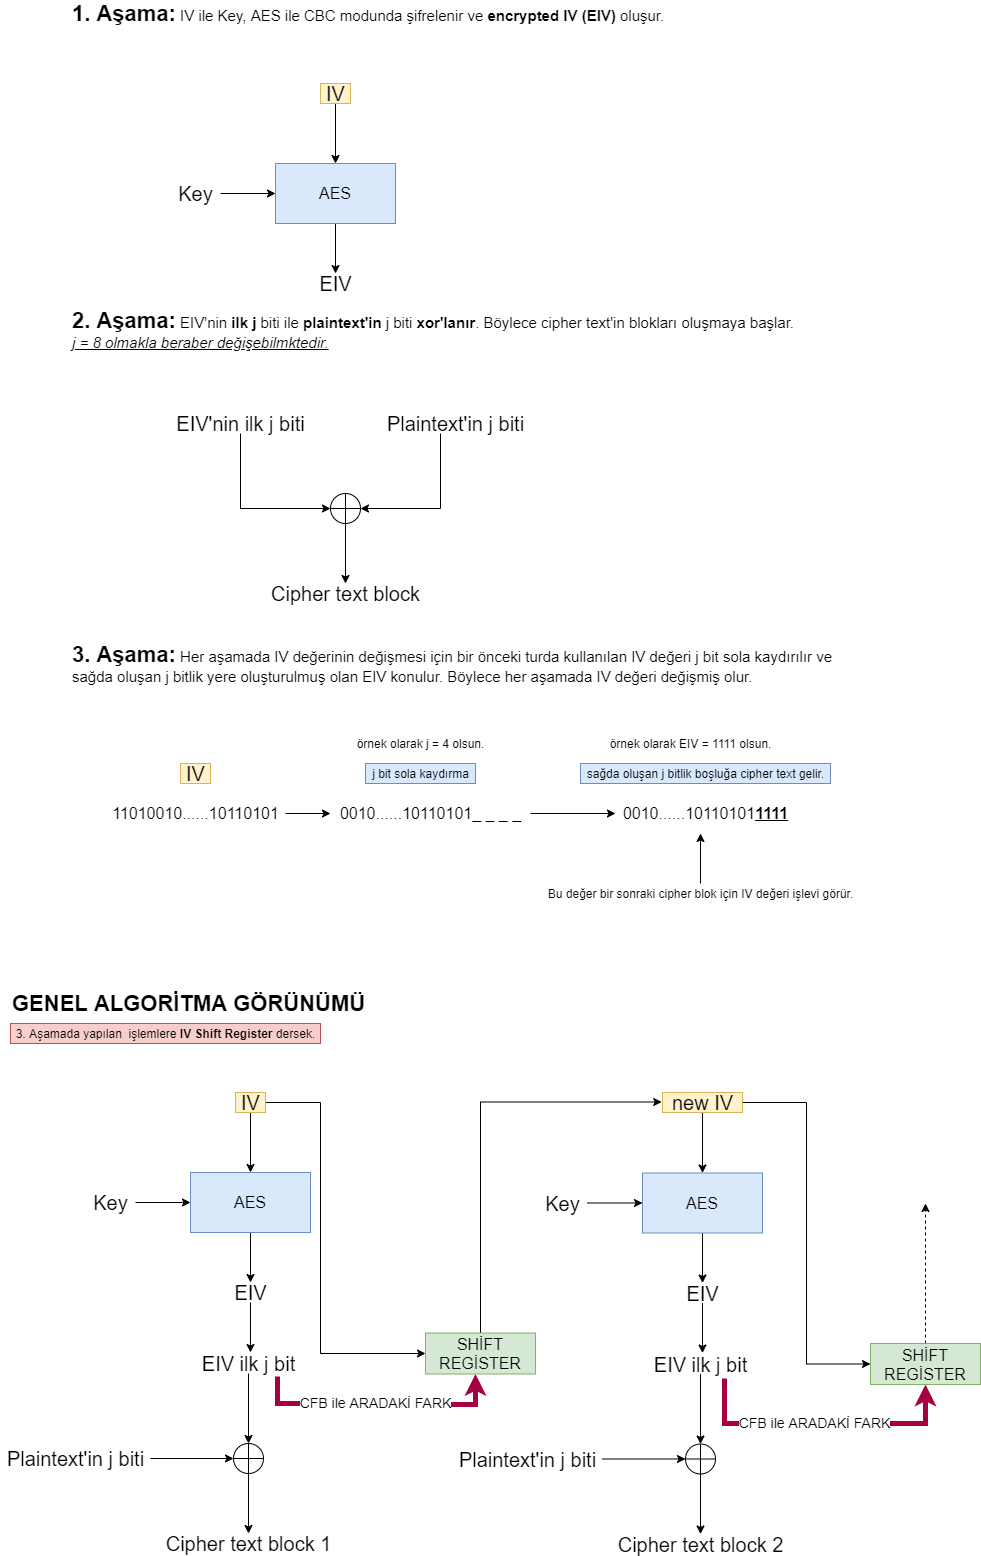 1. Aşama: IV ile Key, AES ile CBC modunda şifrelenir ve encrypted IV (EIV) oluşur.
IV
Key
AES
EIV
2. Aşama: EIV'nin ilk j biti ile plaintext'in j biti xor'lanır. Böylece cipher text'in blokları oluşmaya başlar.
j = 8 olmakla beraber değişebilmktedir.
EIV'nin ilk j biti
Plaintext'in j biti
Cipher text block
3. Aşama: Her aşamada IV değerinin değişmesi için bir önceki turda kullanılan IV değeri j bit sola kaydırılır ve
sağda oluşan j bitlik yere oluşturulmuş olan EIV konulur. Böylece her aşamada IV değeri değişmiş olur.
örnek olarak j = 4 olsun.
örnek olarak EIV = 1111 olsun.
IV
j bit sola kaydırma
sağda oluşan j bitlik boşluğa cipher text gelir.
11010010......10110101
0010......10110101_ _ _ _
0010......101101011111
Bu değer bir sonraki cipher blok için IV değeri işlevi görür.
GENEL ALGORİTMA GÖRÜNÜMÜ
3. Aşamada yapılan işlemlere IV Shift Register dersek.
IV
new IV
Key
AES
Key
AES
EIV
EIV
SHİFT
REGİSTER
SHİFT
REGİSTER
EIV ilk j bit
EIV ilk j bit
CFB ile ARADAKİ FARK
CFB ile ARADAKİ FARK
Plaintext'in j biti
Plaintext'in j biti
Cipher text block 1
Cipher text block 2